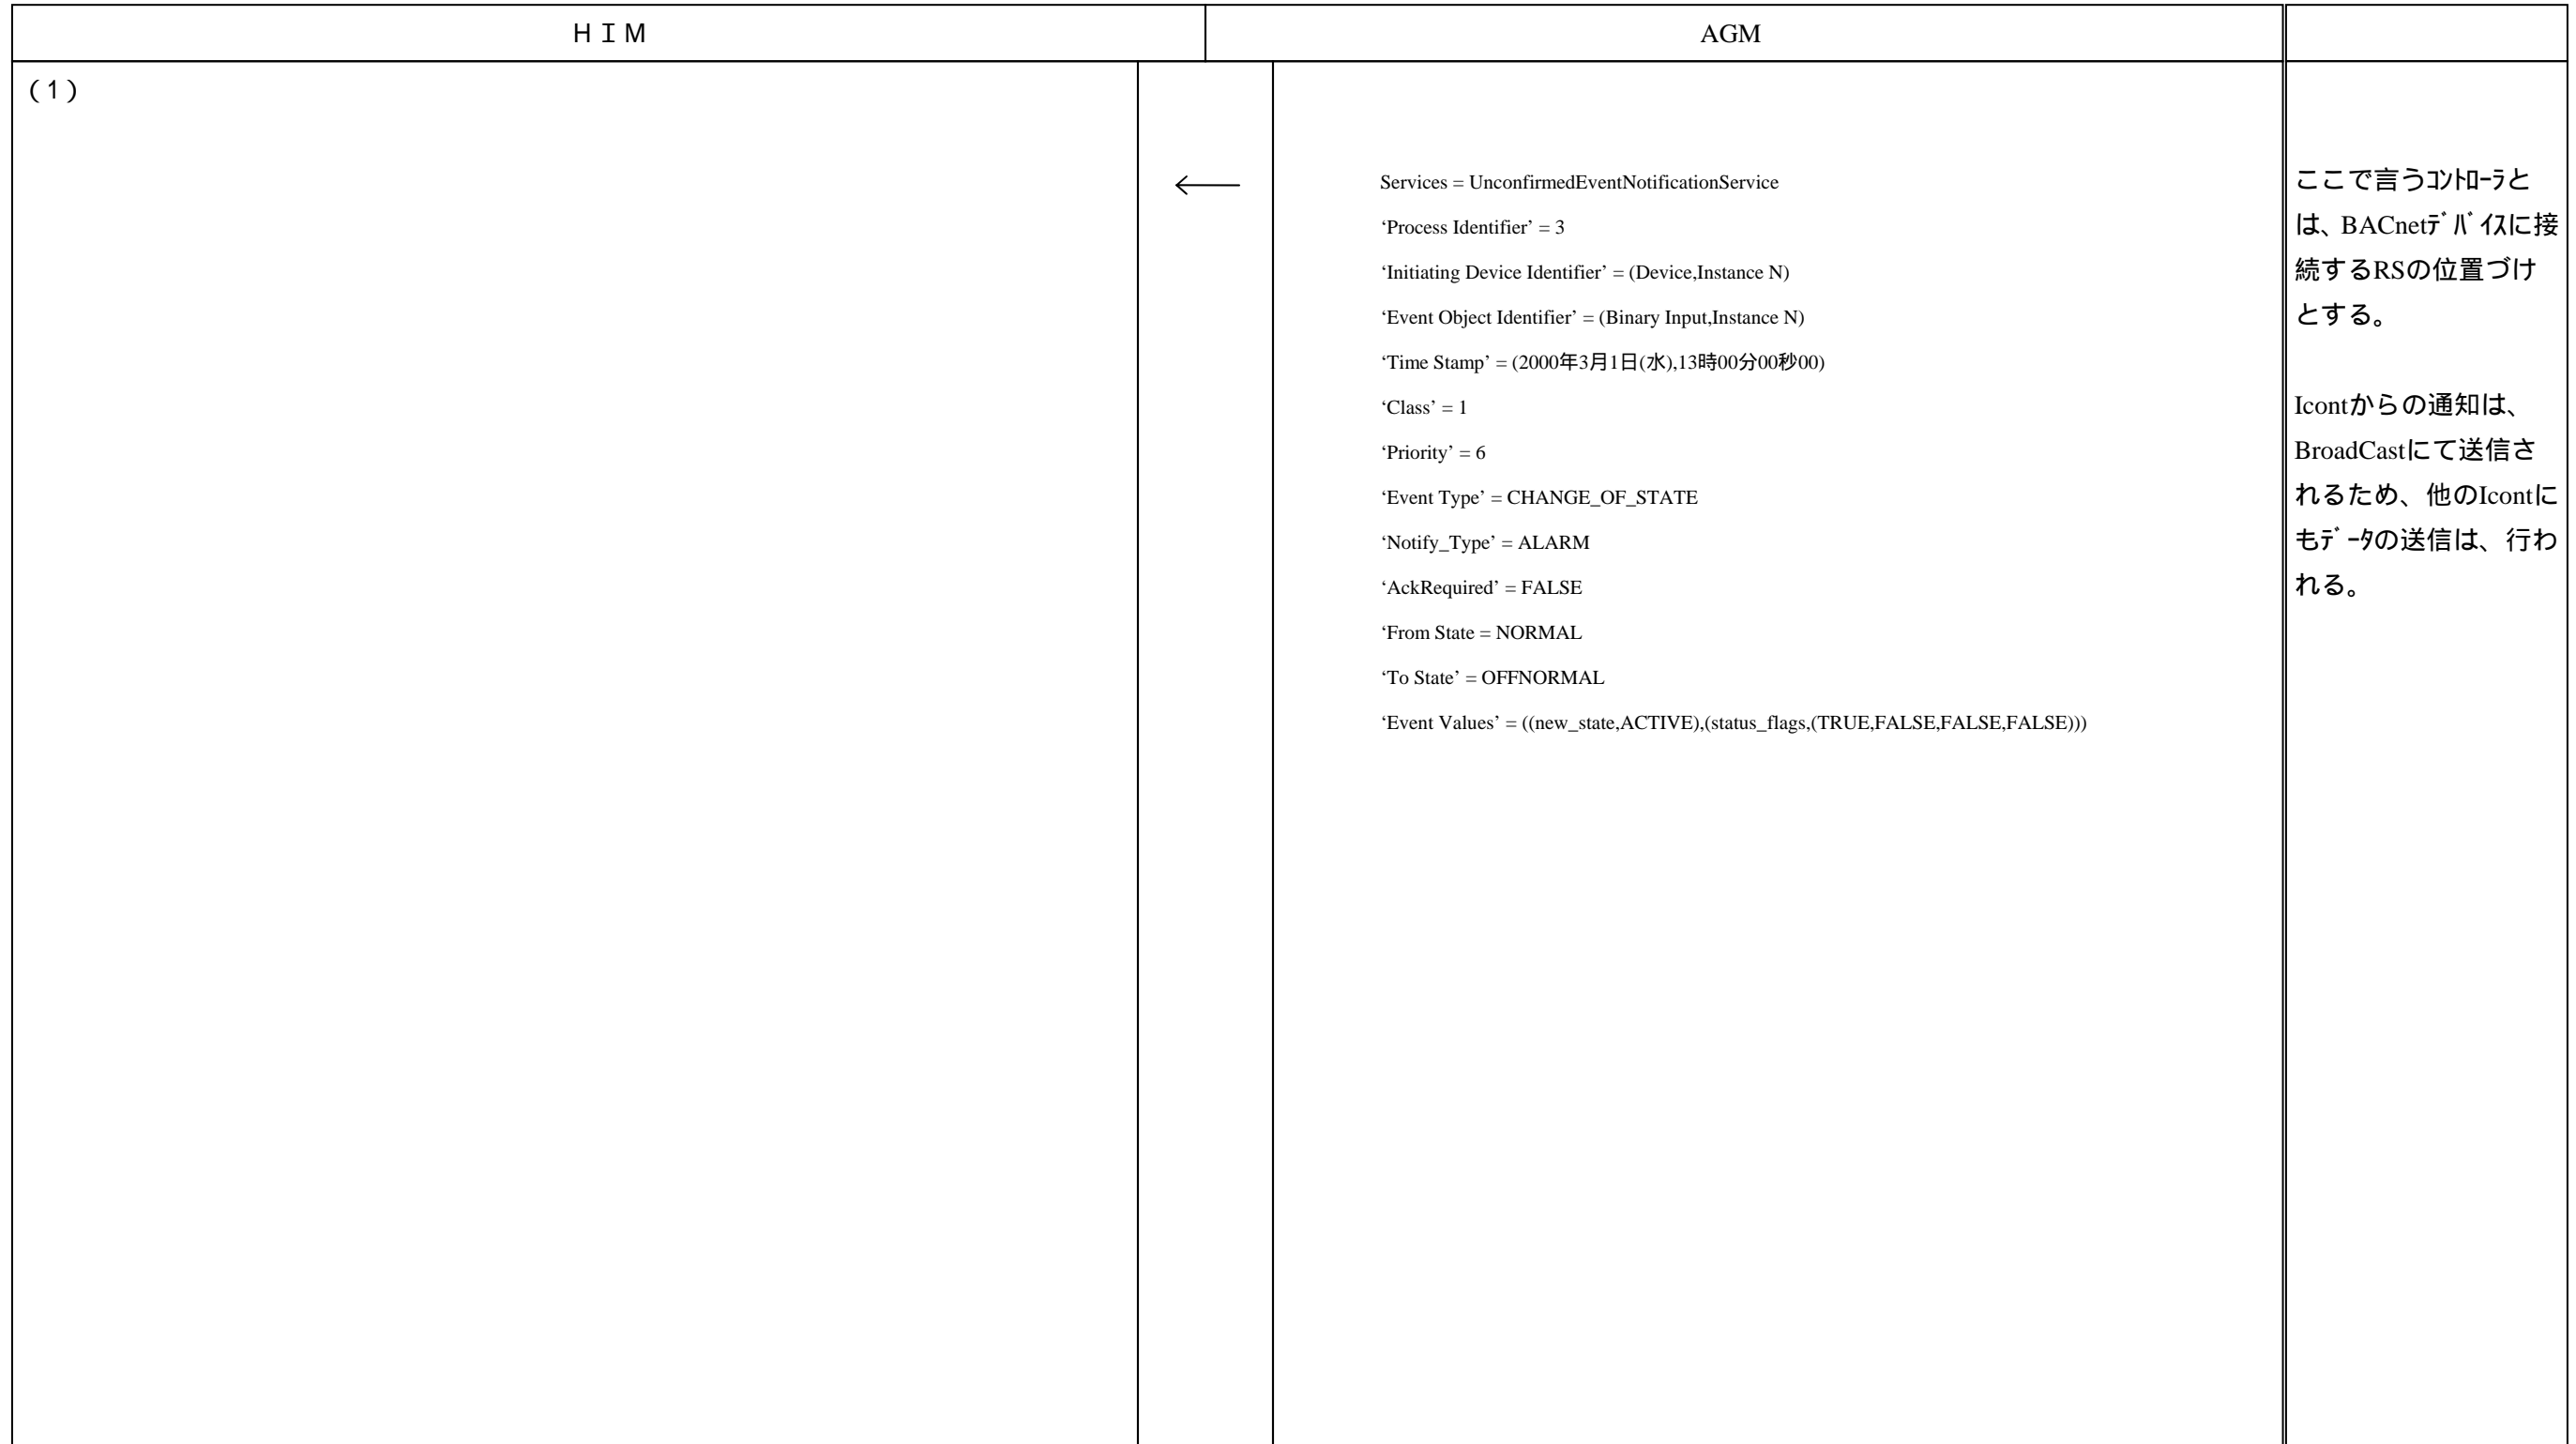 ＨＩＭ
AGM
(1)
←
Services = UnconfirmedEventNotificationService
‘Process Identifier’ = 3
‘Initiating Device Identifier’ = (Device,Instance N)
‘Event Object Identifier’ = (Binary Input,Instance N)
‘Time Stamp’ = (2000年3月1日(水),13時00分00秒00)
‘Class’ = 1
‘Priority’ = 6
‘Event Type’ = CHANGE_OF_STATE
‘Notify_Type’ = ALARM
‘AckRequired’ = FALSE
‘From State = NORMAL
‘To State’ = OFFNORMAL
‘Event Values’ = ((new_state,ACTIVE),(status_flags,(TRUE,FALSE,FALSE,FALSE)))
ここで言うｺﾝﾄﾛｰﾗと
は、BACnetﾃﾞﾊﾞｲｽに接
続するRSの位置づけ
とする。
Icontからの通知は、
BroadCastにて送信さ
れるため、他のIcontに
もﾃﾞｰﾀの送信は、行わ
れる。